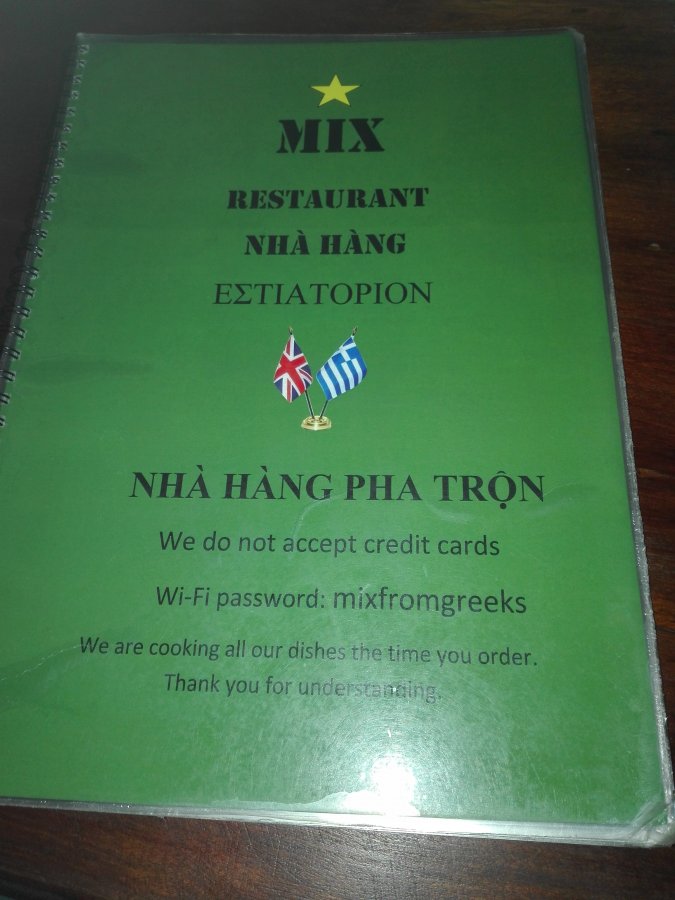 MIX
RESTAURANT
NHÀ HÀNG
ΕΣΤΙΑΤΟΡΙΟΝ
NHÀ HÀNG PHA TRỘN
We do not accept credit cards
Wi-Fi password: mixfromgreeks
We are cooking all our dishes the time you order.
Thank you for understanding.